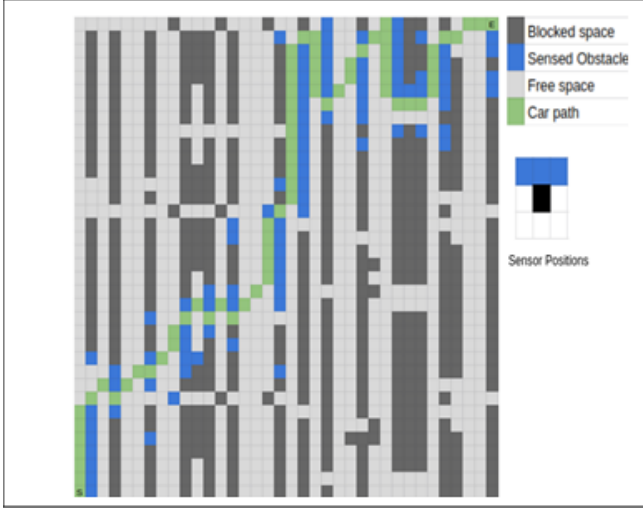 E
Blocked space
Sensed Obstacle
Free space
Car path
Sensor Positions
S